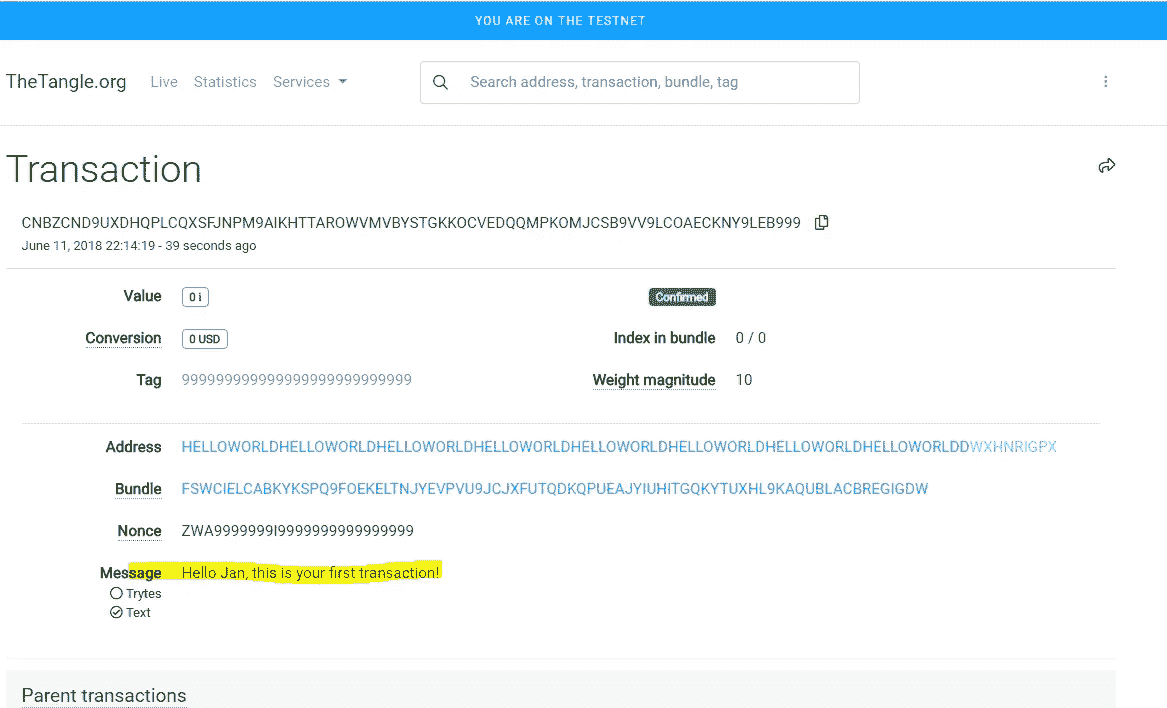 YOU ARE ON THE TESTNET
TheTangle.org Live Statistics Services Search address, transaction, bundle, tag
Transaction
CNBZCND9UXDHQPLCQXSFJNPM9AIKHTTAROWVMVBYSTGKKOCVEDQQMPKOMJCSB9VV9LCOAECKNY9LEB999
June 11, 2018 22:14:19 - 39 seconds ago
Value 0 i Confirmed
Conversion 0 USD Index in bundle 0 / 0
Tag 999999999999999999999999999 Weight magnitude 10
Address HELLOWORLDHELLOWORLDHELLOWORLDHELLOWORLDHELLOWORLDHELLOWORLDHELLOWORLDHELLOWORLDDWXHNRIGPX
Bundle FSWCIELCABKYKSPQ9FOEKELTNJYEVPVU9JCJXFUTQDKQPUEAJYIUHITGQKYTUXHL9KAQUBLACBREGIGDW
Nonce ZWA9999999I9999999999999999
Message Hello Jan, this is your first transaction!
Trytes
Text
Parent transactions